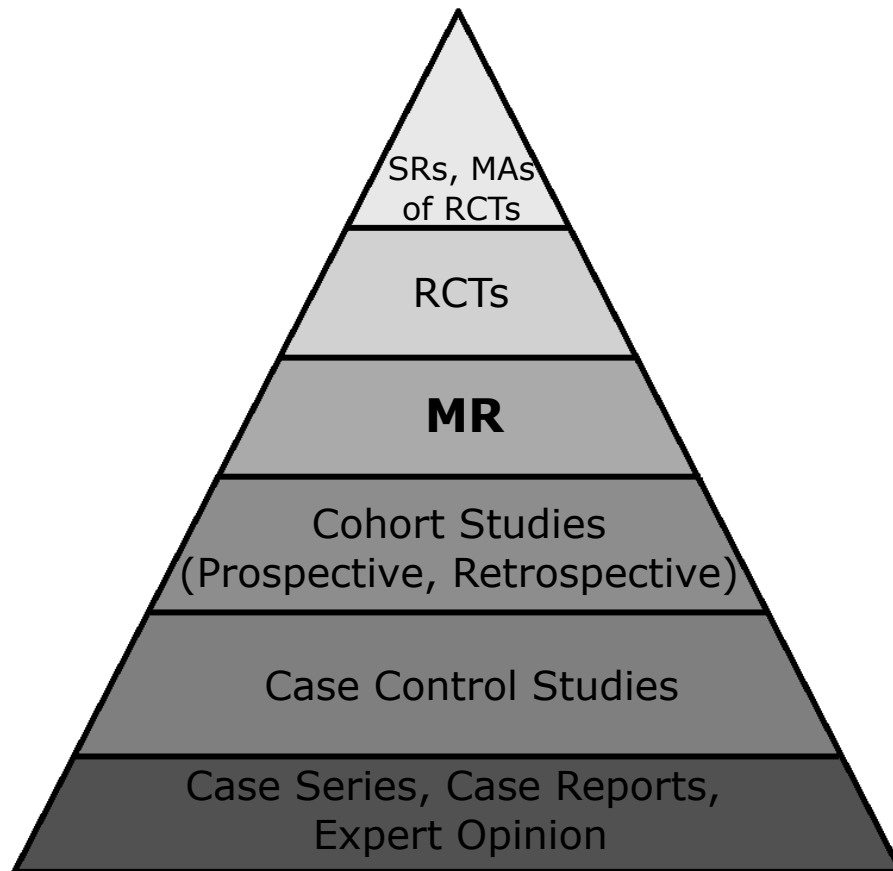 SRs, MAs
of RCTs
RCTs
MR
Cohort Studies
(Prospective, Retrospective)
Case Control Studies
Case Series, Case Reports,
Expert Opinion